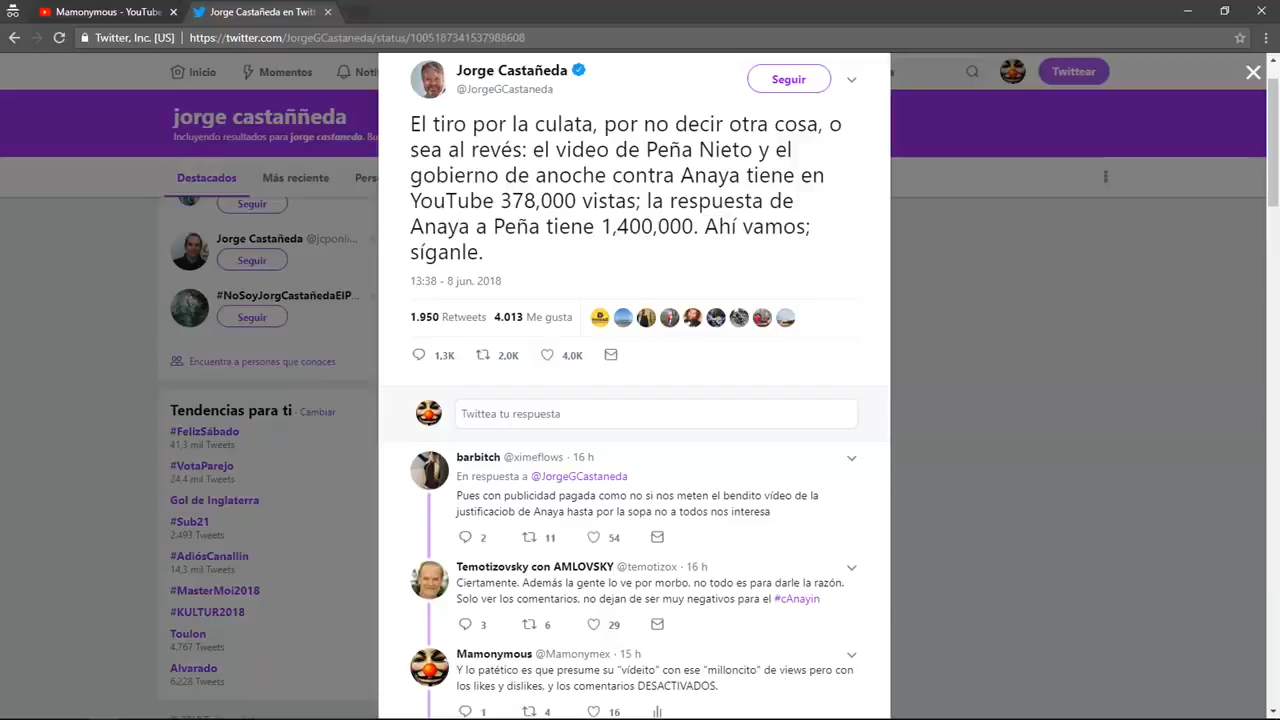 Mamonymous - YouTube
Jorge Castañeda en Twitt
Twitter, Inc. [US] https://twitter.com/JorgeGCastaneda/status/1005187341537988608
Inicio Momentos Noti Twittear
jorge castaññeda
Incluyendo resultados para jorge castaneda. Bu
Destacados Más reciente Pers
Seguir
Jorge Castañeda @jcponli...
Seguir
#NoSoyJorgCastañedaElP...
Seguir
Encuentra a personas que conoces
Tendencias para ti · Cambiar
#FelizSábado
41,3 mil Tweets
#VotaParejo
24,4 mil Tweets
Gol de Inglaterra
#Sub21
2.493 Tweets
#AdiósCanallin
14,3 mil Tweets
#MasterMoi2018
#KULTUR2018
Toulon
4.767 Tweets
Alvarado
6.228 Tweets
Jorge Castañeda
@JorgeGCastaneda
Seguir
El tiro por la culata, por no decir otra cosa, o
sea al revés: el video de Peña Nieto y el
gobierno de anoche contra Anaya tiene en
YouTube 378,000 vistas; la respuesta de
Anaya a Peña tiene 1,400,000. Ahí vamos;
síganle.
13:38 - 8 jun. 2018
1.950 Retweets 4.013 Me gusta
1,3K 2,0K 4,0K
Twittea tu respuesta
barbitch @ximeflows · 16 h
En respuesta a @JorgeGCastaneda
Pues con publicidad pagada como no si nos meten el bendito vídeo de la
justificaciob de Anaya hasta por la sopa no a todos nos interesa
2 11 54
Temotizovsky con AMLOVSKY @temotizox · 16 h
Ciertamente. Además la gente lo ve por morbo, no todo es para darle la razón.
Solo ver los comentarios, no dejan de ser muy negativos para el #cAnayin
3 6 29
Mamonymous @Mamonymex · 15 h
Y lo patético es que presume su "vídeito" con ese "milloncito" de views pero con
los likes y dislikes, y los comentarios DESACTIVADOS.
1 4 16